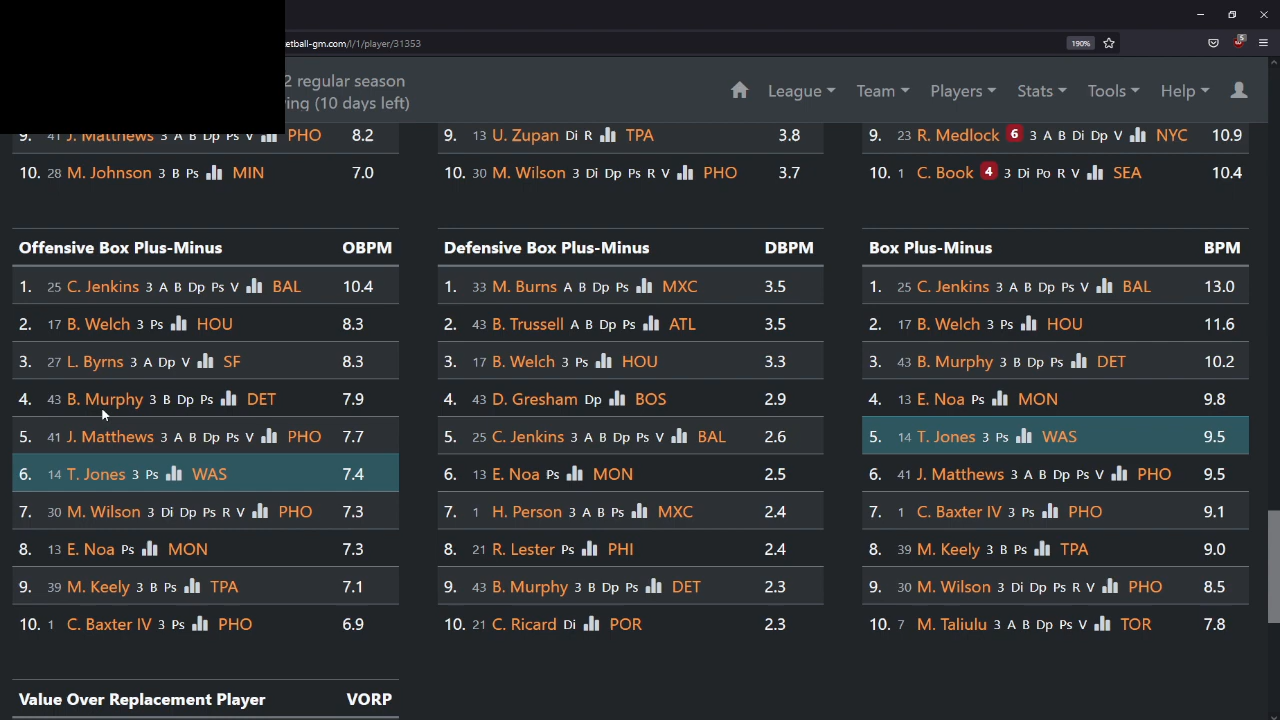 etball-gm.com/l/1/player/31353 190%
2 regular season
ying (10 days left)
League Team Players Stats Tools Help
9. 41 J. Matthews 3 A B Dp Ps V PHO 8.2
10. 28 M. Johnson 3 B Ps MIN 7.0
9. 13 U. Zupan Di R TPA 3.8
10. 30 M. Wilson 3 Di Dp Ps R V PHO 3.7
9. 23 R. Medlock 6 3 A B Di Dp V NYC 10.9
10. 1 C. Book 4 3 Di Po R V SEA 10.4
Offensive Box Plus-Minus OBPM
1. 25 C. Jenkins 3 A B Dp Ps V BAL 10.4
2. 17 B. Welch 3 Ps HOU 8.3
3. 27 L. Byrns 3 A Dp V SF 8.3
4. 43 B. Murphy 3 B Dp Ps DET 7.9
5. 41 J. Matthews 3 A B Dp Ps V PHO 7.7
6. 14 T. Jones 3 Ps WAS 7.4
7. 30 M. Wilson 3 Di Dp Ps R V PHO 7.3
8. 13 E. Noa Ps MON 7.3
9. 39 M. Keely 3 B Ps TPA 7.1
10. 1 C. Baxter IV 3 Ps PHO 6.9
Defensive Box Plus-Minus DBPM
1. 33 M. Burns A B Dp Ps MXC 3.5
2. 43 B. Trussell A B Dp Ps ATL 3.5
3. 17 B. Welch 3 Ps HOU 3.3
4. 43 D. Gresham Dp BOS 2.9
5. 25 C. Jenkins 3 A B Dp Ps V BAL 2.6
6. 13 E. Noa Ps MON 2.5
7. 1 H. Person 3 A B Ps MXC 2.4
8. 21 R. Lester Ps PHI 2.4
9. 43 B. Murphy 3 B Dp Ps DET 2.3
10. 21 C. Ricard Di POR 2.3
Box Plus-Minus BPM
1. 25 C. Jenkins 3 A B Dp Ps V BAL 13.0
2. 17 B. Welch 3 Ps HOU 11.6
3. 43 B. Murphy 3 B Dp Ps DET 10.2
4. 13 E. Noa Ps MON 9.8
5. 14 T. Jones 3 Ps WAS 9.5
6. 41 J. Matthews 3 A B Dp Ps V PHO 9.5
7. 1 C. Baxter IV 3 Ps PHO 9.1
8. 39 M. Keely 3 B Ps TPA 9.0
9. 30 M. Wilson 3 Di Dp Ps R V PHO 8.5
10. 7 M. Taliulu 3 A B Dp Ps V TOR 7.8
Value Over Replacement Player VORP